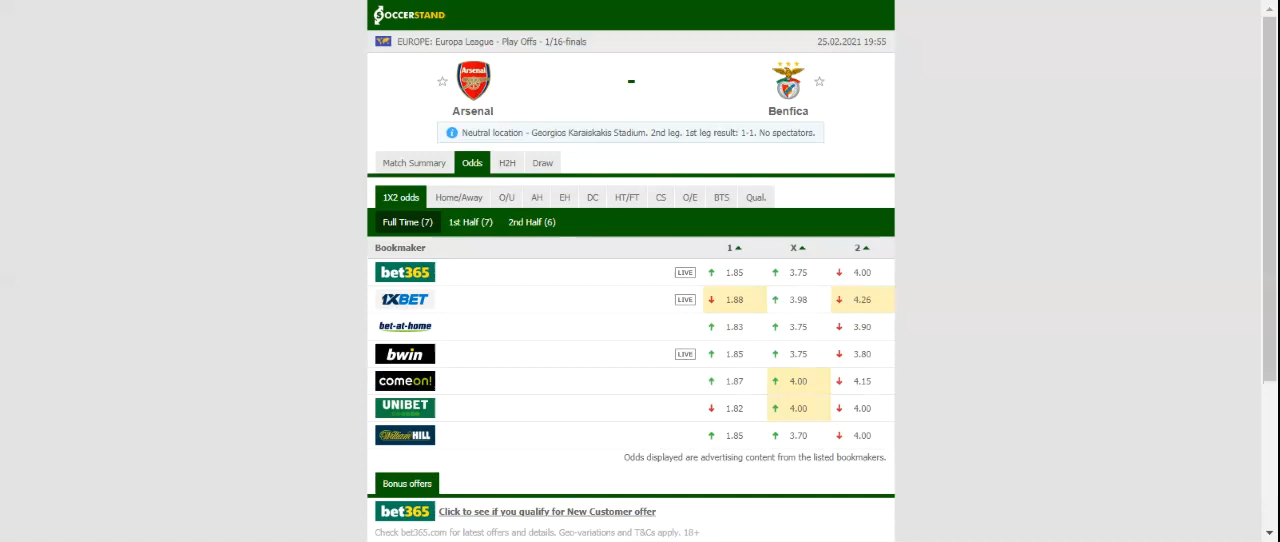 SOCCERSTAND
EUROPE: Europa League - Play Offs - 1/16-finals 25.02.2021 19:55
Arsenal - Benfica
Neutral location - Georgios Karaiskakis Stadium. 2nd leg. 1st leg result: 1-1. No spectators.
Match Summary Odds H2H Draw
1X2 odds Home/Away O/U AH EH DC HT/FT CS O/E BTS Qual.
Full Time (7) 1st Half (7) 2nd Half (6)
Bookmaker 1 X 2
bet365 LIVE 1.85 3.75 4.00
1XBET LIVE 1.88 3.98 4.26
bet-at-home 1.83 3.75 3.90
bwin LIVE 1.85 3.75 3.80
comeon! 1.87 4.00 4.15
UNIBET 1.82 4.00 4.00
William HILL 1.85 3.70 4.00
Odds displayed are advertising content from the listed bookmakers.
Bonus offers
bet365 Click to see if you qualify for New Customer offer
Check bet365.com for latest offers and details. Geo-variations and T&Cs apply. 18+